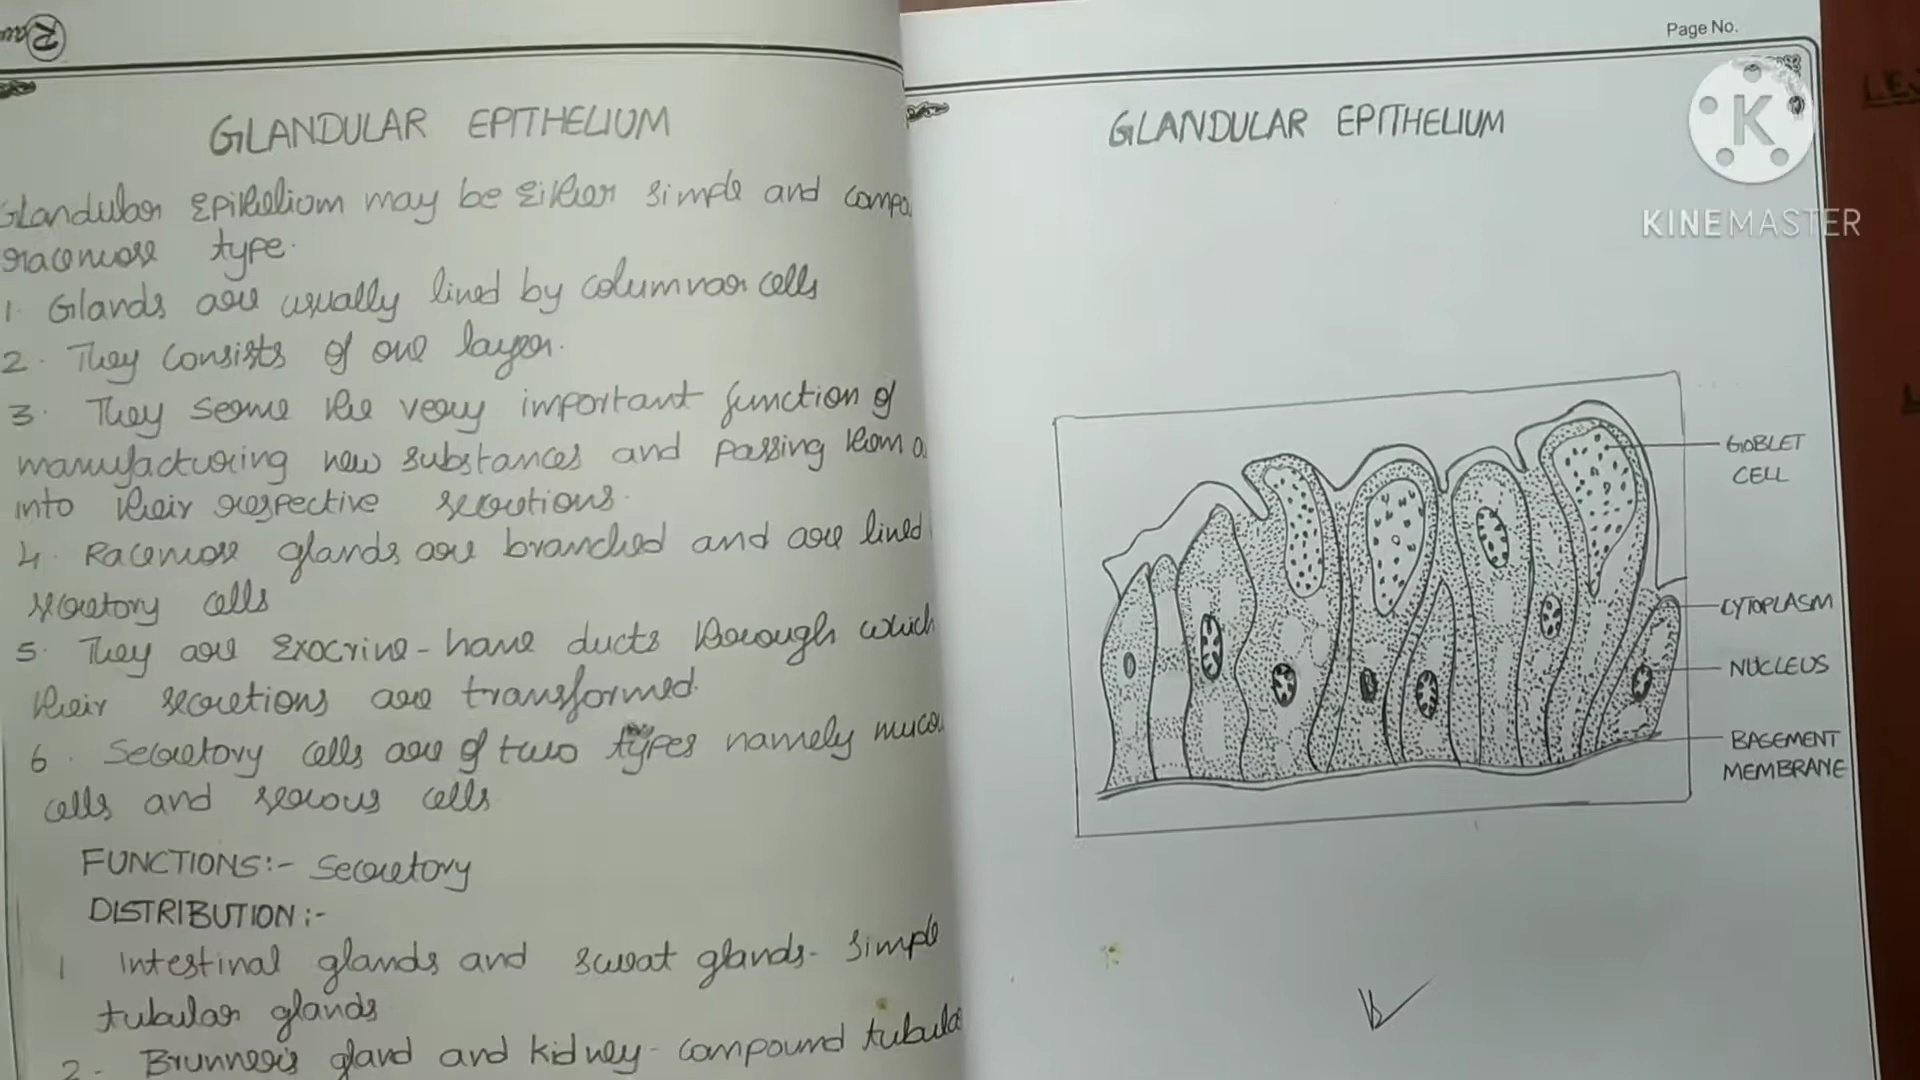 GLANDULAR EPITHELIUM
Glandular Epithelium may be Either simple and compo
racemose type.
1. Glands are usually lined by columnar cells
2. They consists of one layer.
3. They serve the very important function of
manufacturing new substances and passing them
into their respective secretions.
4. Racemose glands are branched and are lined
secretory cells
5. They are Exocrine - have ducts through which
their secretions are transformed.
6. Secretory cells are of two types namely muco
cells and serous cells
FUNCTIONS:- Secretory
DISTRIBUTION:-
1 Intestinal glands and sweat glands - simple
tubular glands
2. Brunner's gland and kidney - compound tubula
Page No.
GLANDULAR EPITHELIUM
K
KINEMASTER
GOBLET
CELL
CYTOPLASM
NUCLEUS
BASEMENT
MEMBRANE